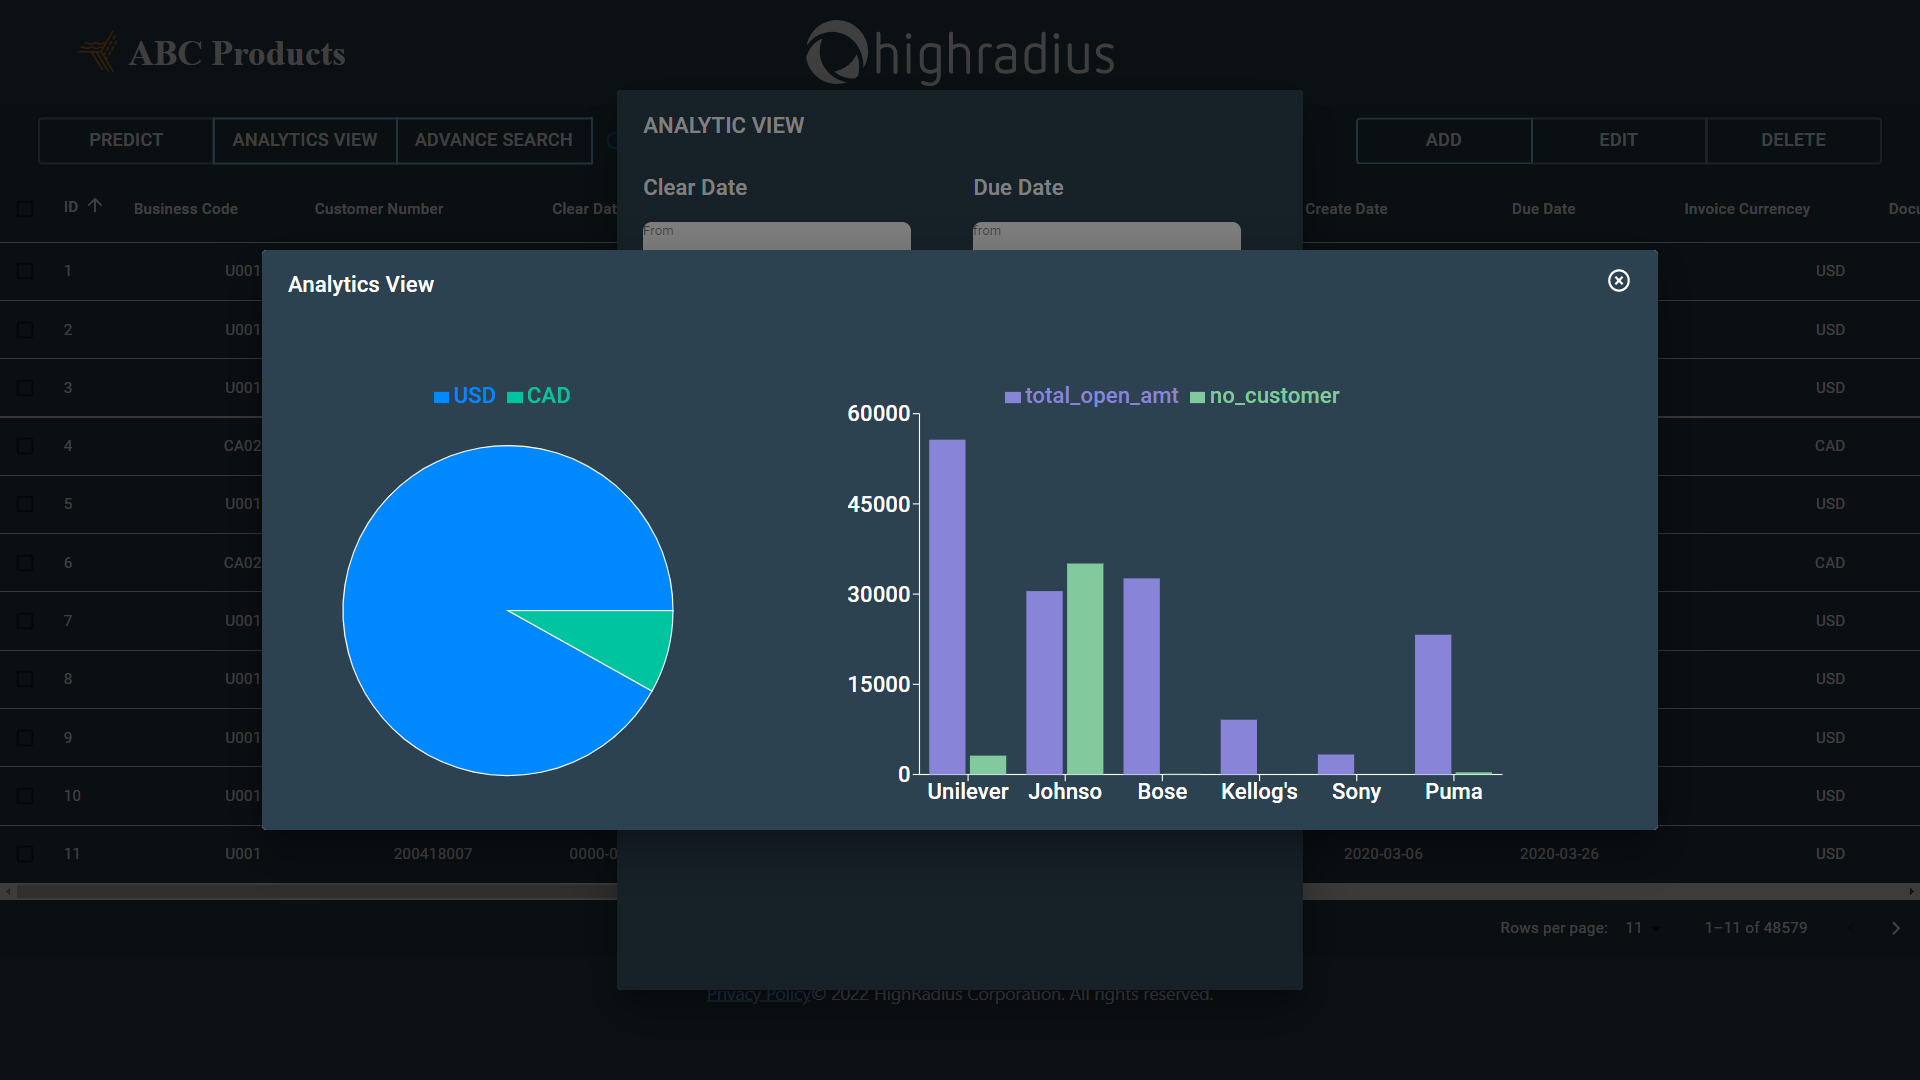 ABC Products
highradius
PREDICT ANALYTICS VIEW ADVANCE SEARCH
ADD EDIT DELETE
ANALYTIC VIEW
Clear Date Due Date
From from
ID Business Code Customer Number Clear Dat Create Date Due Date Invoice Currencey Docu
1 U001 USD
2 U001 USD
3 U001 USD
4 CA02 CAD
5 U001 USD
6 CA02 CAD
7 U001 USD
8 U001 USD
9 U001 USD
10 U001 USD
11 U001 200418007 0000-0 2020-03-06 2020-03-26 USD
Analytics View
USD CAD
total_open_amt no_customer
60000
45000
30000
15000
0
Unilever Johnso Bose Kellog's Sony Puma
Rows per page: 11 1–11 of 48579
Privacy Policy© 2022 HighRadius Corporation. All rights reserved.